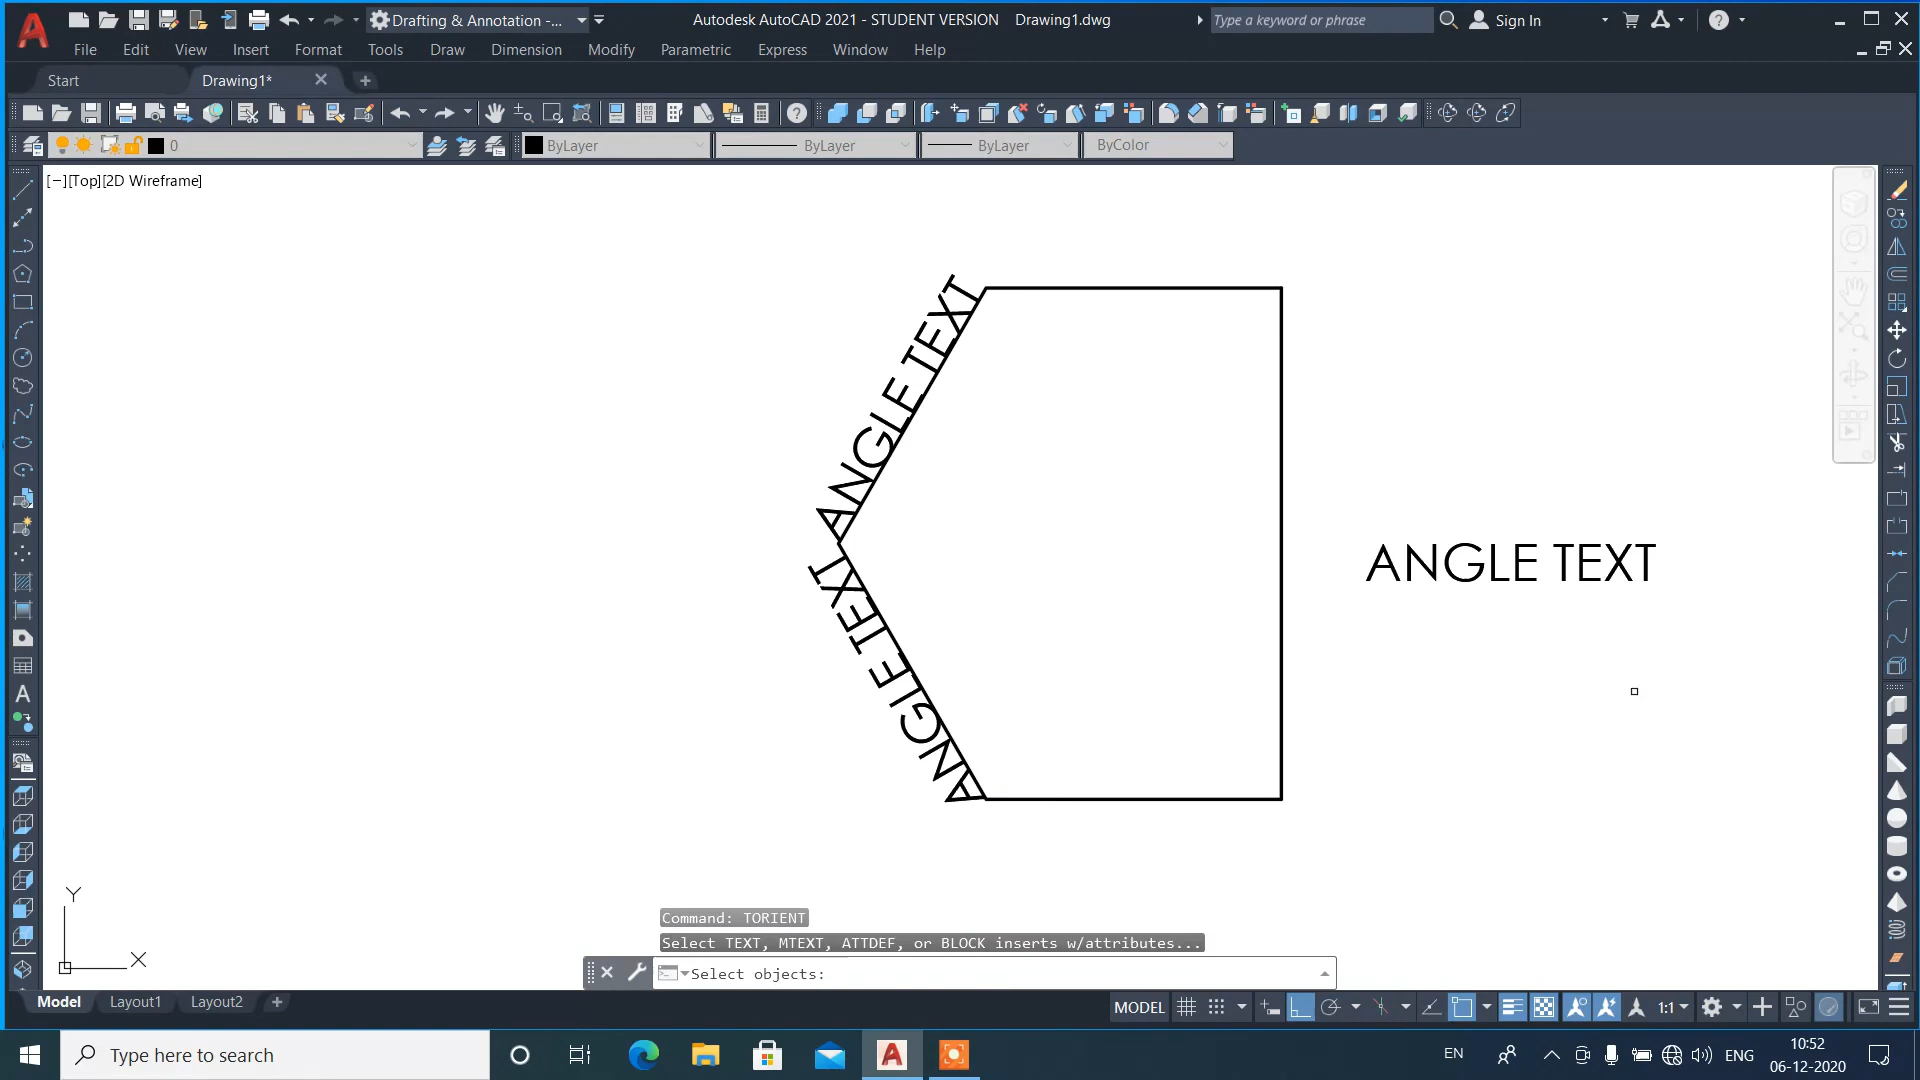 Drafting & Annotation -...
Autodesk AutoCAD 2021 - STUDENT VERSION Drawing1.dwg
Type a keyword or phrase
Sign In
File Edit View Insert Format Tools Draw Dimension Modify Parametric Express Window Help
Start
Drawing1*
0
ByLayer
ByLayer
ByLayer
ByColor
[−][Top][2D Wireframe]
ANGLE TEXT
ANGLE TEXT
ANGLE TEXT
Y
X
Command: TORIENT
Select TEXT, MTEXT, ATTDEF, or BLOCK inserts w/attributes...
Select objects:
Model Layout1 Layout2
MODEL
1:1
Type here to search
EN
ENG
10:52
06-12-2020